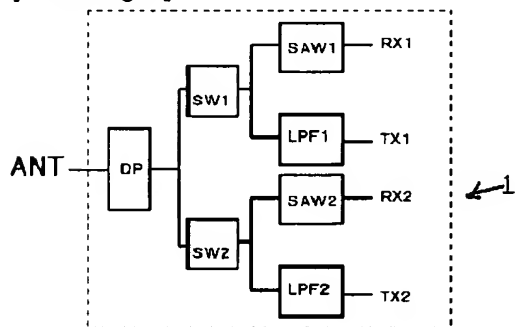 SAW1 RX1
SW1
LPF1 TX1
ANT DP
SAW2 RX2
1
SW2
LPF2 TX2